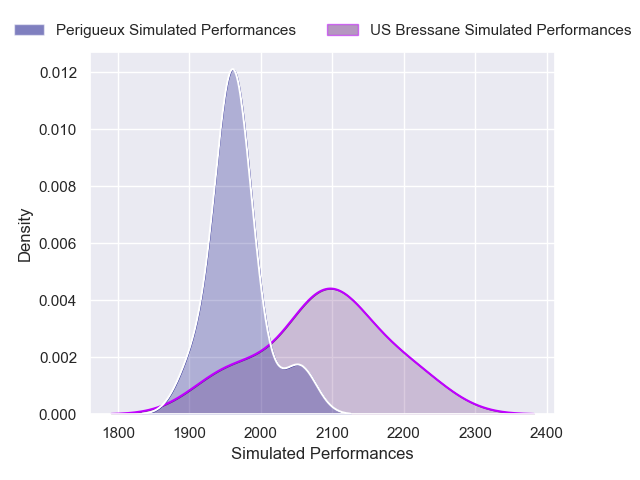 Perigueux Simulated Performances US Bressane Simulated Performances
0.012
0.010
0.008
0.006
0.004
0.002
0.000
Density
1800 1900 2000 2100 2200 2300 2400
Simulated Performances